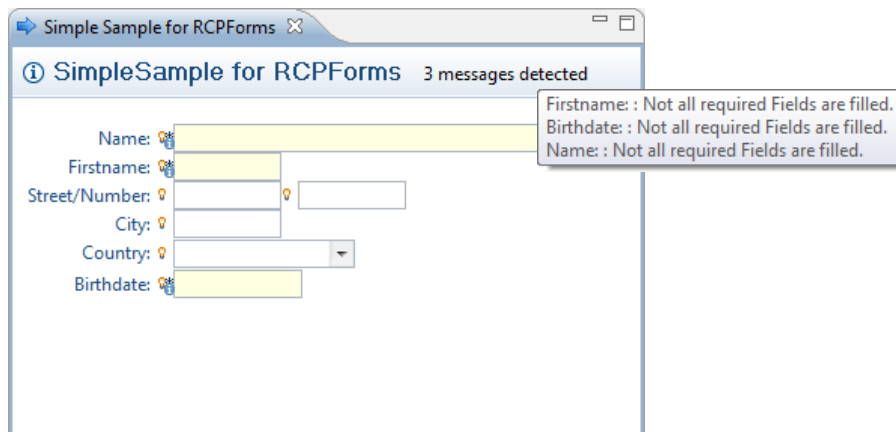 Simple Sample for RCPForms
SimpleSample for RCPForms 3 messages detected
Firstname: : Not all required Fields are filled.
Birthdate: : Not all required Fields are filled.
Name: : Not all required Fields are filled.
Name:
Firstname:
Street/Number:
City:
Country:
Birthdate: